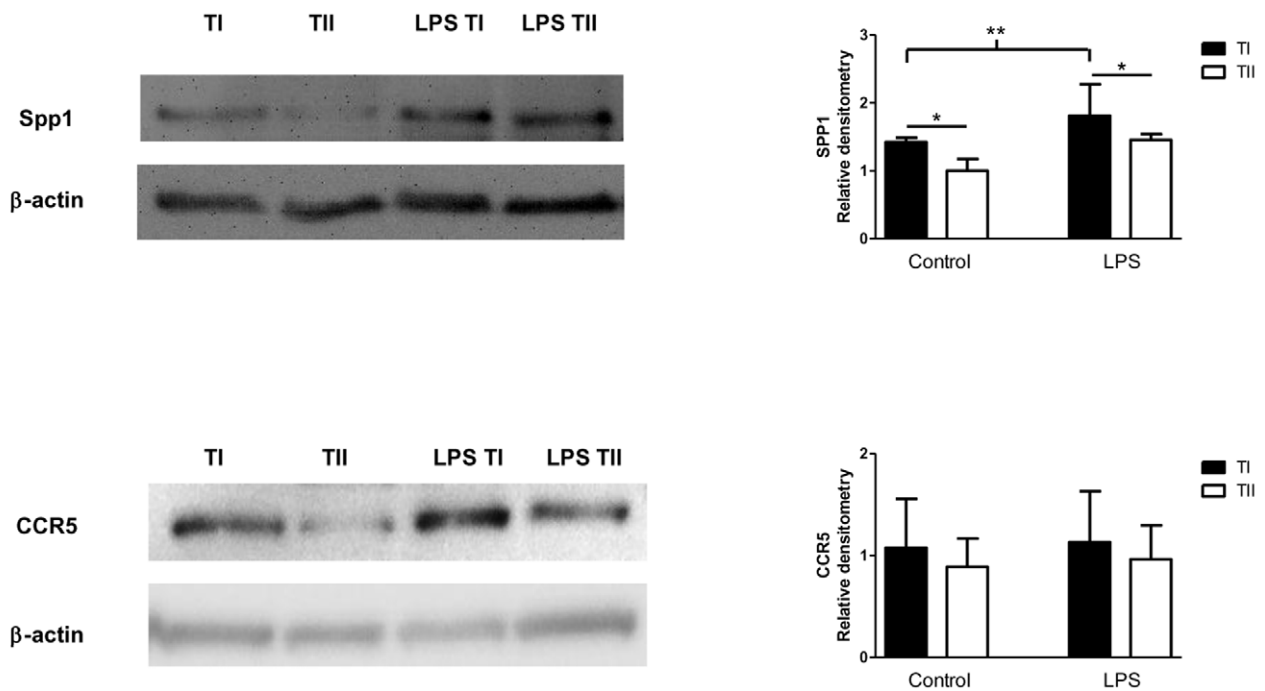 TI TII LPS TI LPS TII
Spp1
β-actin
SPP1
Relative densitometry
3
2
1
0
**
*
*
Control LPS
TI
TII
TI TII LPS TI LPS TII
CCR5
β-actin
CCR5
Relative densitometry
2
1
0
Control LPS
TI
TII